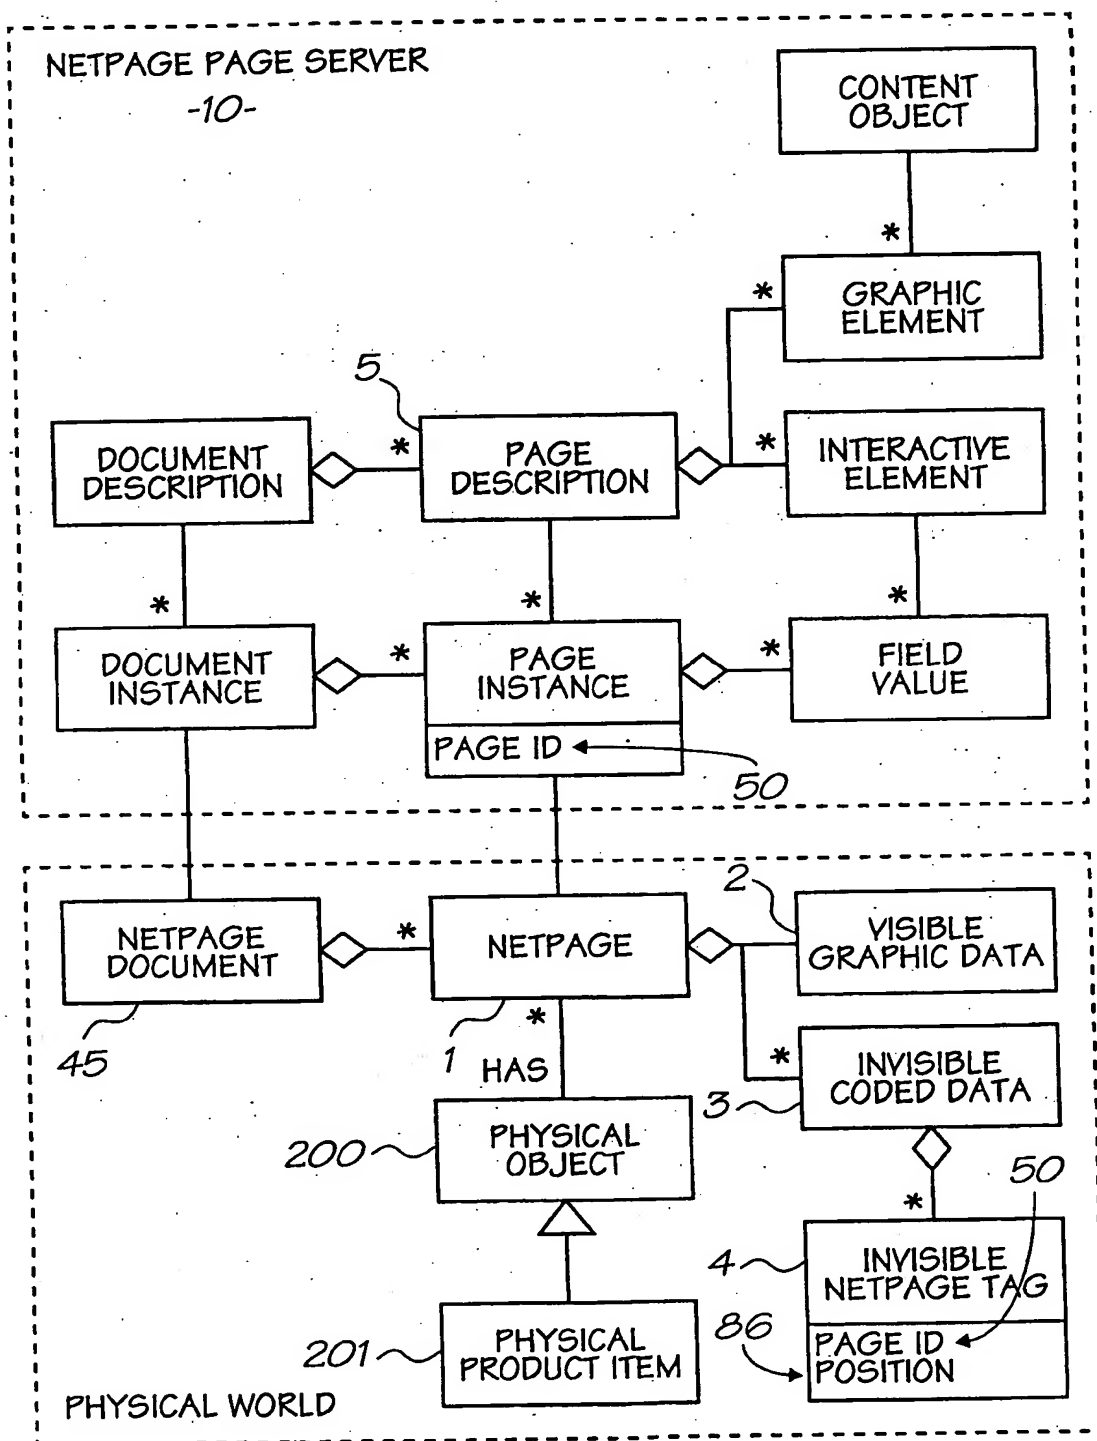 NETPAGE PAGE SERVER
-10-
CONTENT
OBJECT
*
GRAPHIC
ELEMENT
*
5
DOCUMENT
DESCRIPTION
*
PAGE
DESCRIPTION
*
INTERACTIVE
ELEMENT
*
*
*
DOCUMENT
INSTANCE
*
PAGE
INSTANCE
*
FIELD
VALUE
PAGE ID
50
2
NETPAGE
DOCUMENT
*
NETPAGE
VISIBLE
GRAPHIC DATA
45
1
*
HAS
*
INVISIBLE
CODED DATA
3
200
PHYSICAL
OBJECT
50
*
4
INVISIBLE
NETPAGE TAG
86
PAGE ID
POSITION
201
PHYSICAL
PRODUCT ITEM
PHYSICAL WORLD